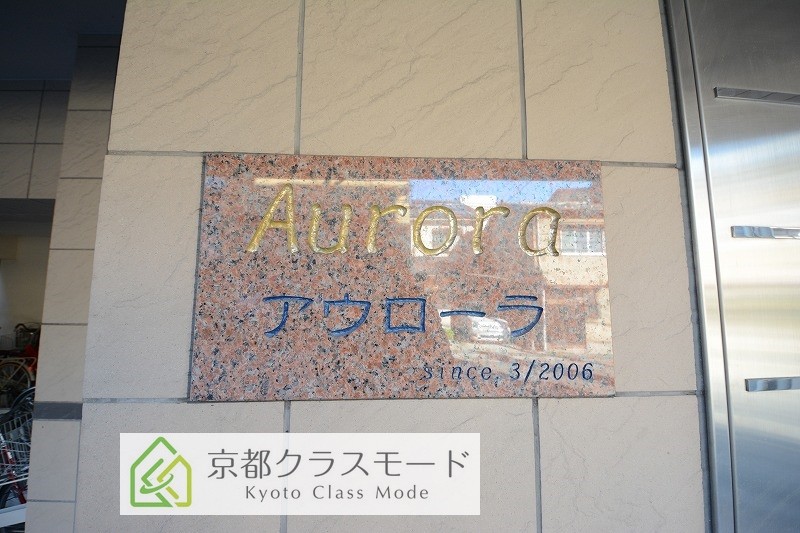 Aurora
アウローラ
since, 3/2006
京都クラスモード
Kyoto Class Mode